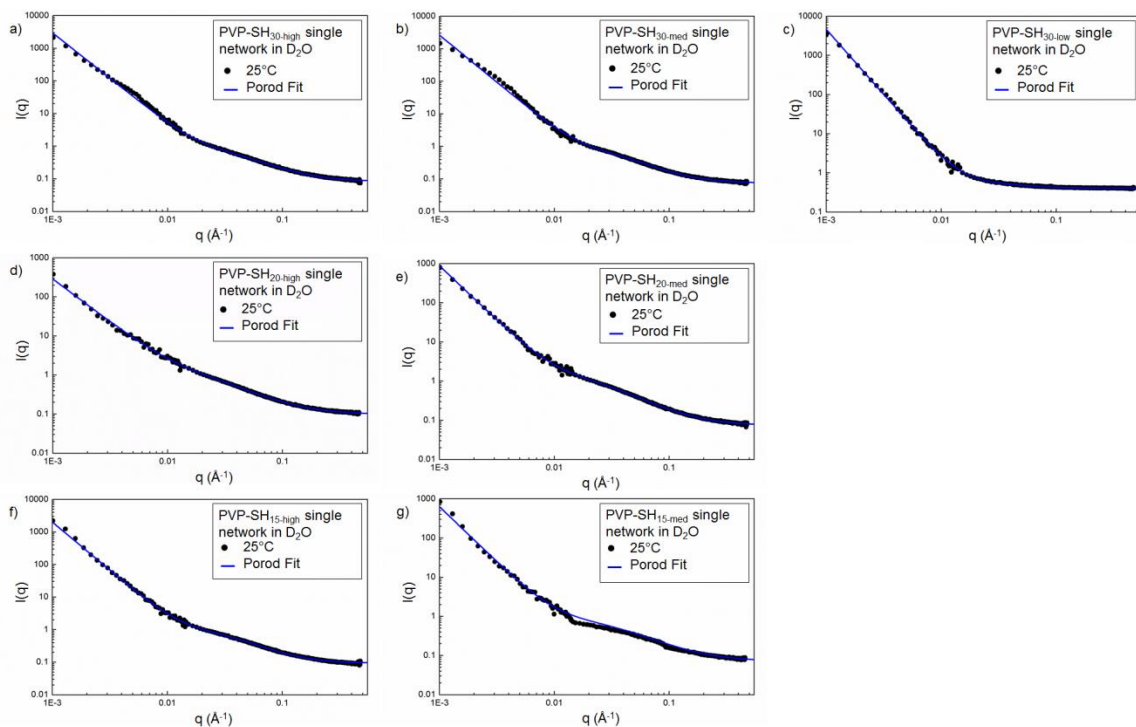 a)
PVP-SH30-high single
network in D2O
25°C
Porod Fit
I(q)
10000
1000
100
10
1
0.1
0.01
1E-3
0.01
0.1
q (Å-1)
b)
PVP-SH30-med single
network in D2O
25°C
Porod Fit
I(q)
10000
1000
100
10
1
0.1
0.01
1E-3
0.01
0.1
q (Å-1)
c)
PVP-SH30-low single
network in D2O
25°C
Porod Fit
I(q)
10000
1000
100
10
1
0.1
1E-3
0.01
0.1
q (Å-1)
d)
PVP-SH20-high single
network in D2O
25°C
Porod Fit
I(q)
1000
100
10
1
0.1
0.01
1E-3
0.01
0.1
q (Å-1)
e)
PVP-SH20-med single
network in D2O
25°C
Porod Fit
I(q)
1000
100
10
1
0.1
0.01
1E-3
0.01
0.1
q (Å-1)
f)
PVP-SH15-high single
network in D2O
25°C
Porod Fit
I(q)
10000
1000
100
10
1
0.1
0.01
1E-3
0.01
0.1
q (Å-1)
g)
PVP-SH15-med single
network in D2O
25°C
Porod Fit
I(q)
1000
100
10
1
0.1
0.01
1E-3
0.01
0.1
q (Å-1)